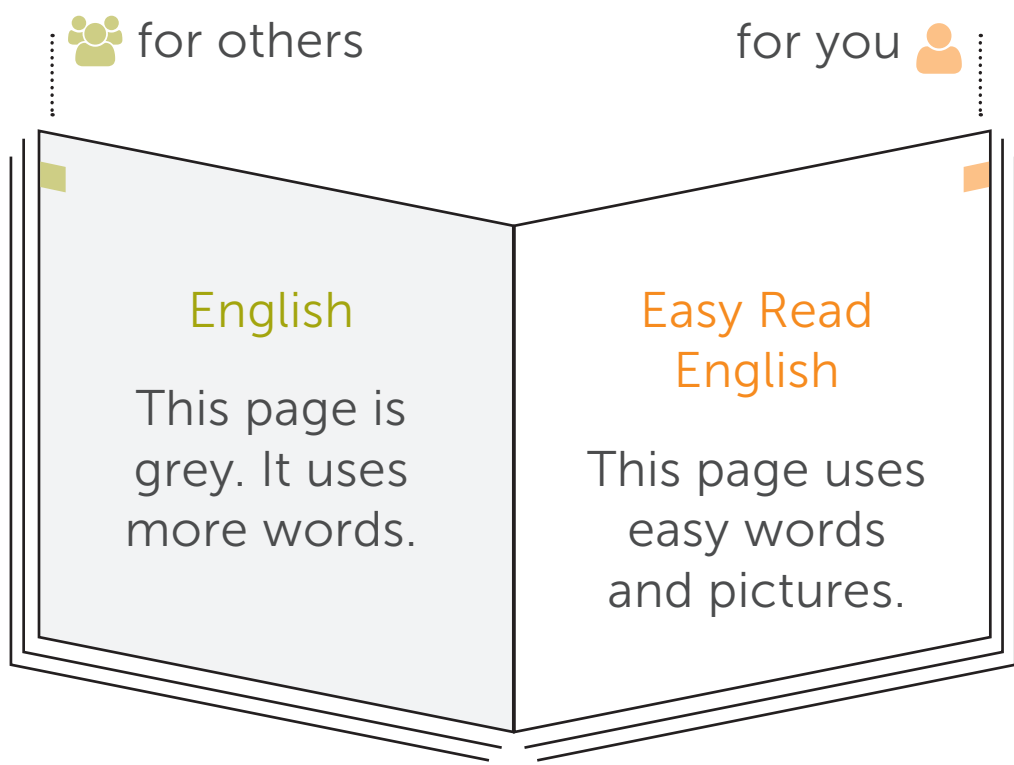 for others
for you
English
This page is
grey. It uses
more words.
Easy Read
English
This page uses
easy words
and pictures.